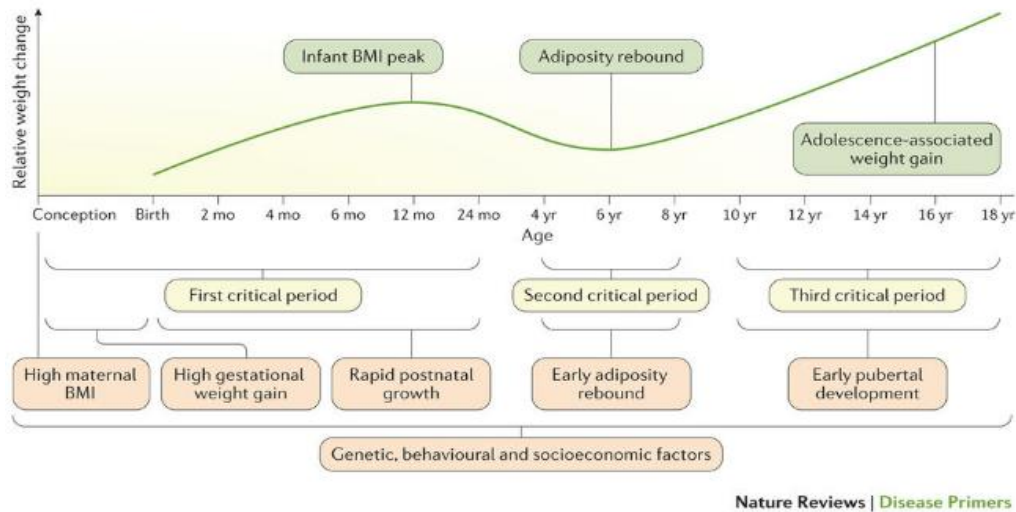 Relative weight change
Infant BMI peak
Adiposity rebound
Adolescence-associated
weight gain
Conception Birth 2 mo 4 mo 6 mo 12 mo 24 mo 4 yr 6 yr 8 yr 10 yr 12 yr 14 yr 16 yr 18 yr
Age
First critical period
Second critical period
Third critical period
High maternal
BMI
High gestational
weight gain
Rapid postnatal
growth
Early adiposity
rebound
Early pubertal
development
Genetic, behavioural and socioeconomic factors
Nature Reviews | Disease Primers